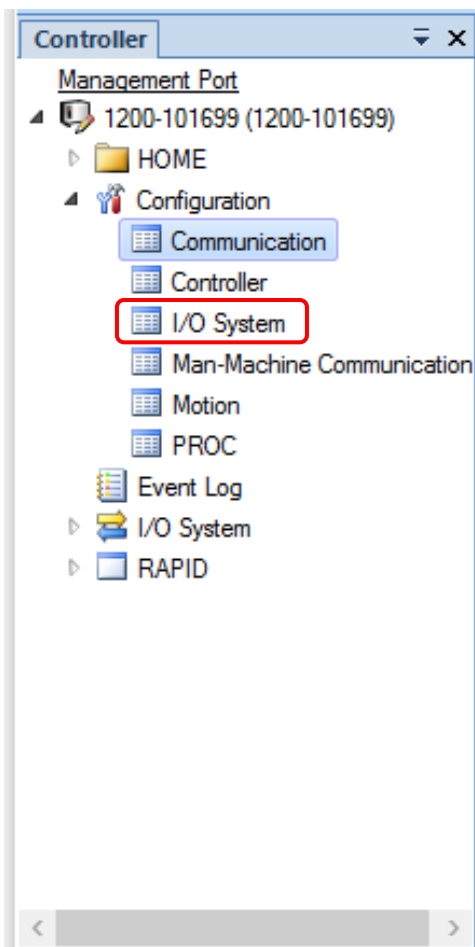 Controller
Management Port
1200-101699 (1200-101699)
HOME
Configuration
Communication
Controller
I/O System
Man-Machine Communication
Motion
PROC
Event Log
I/O System
RAPID